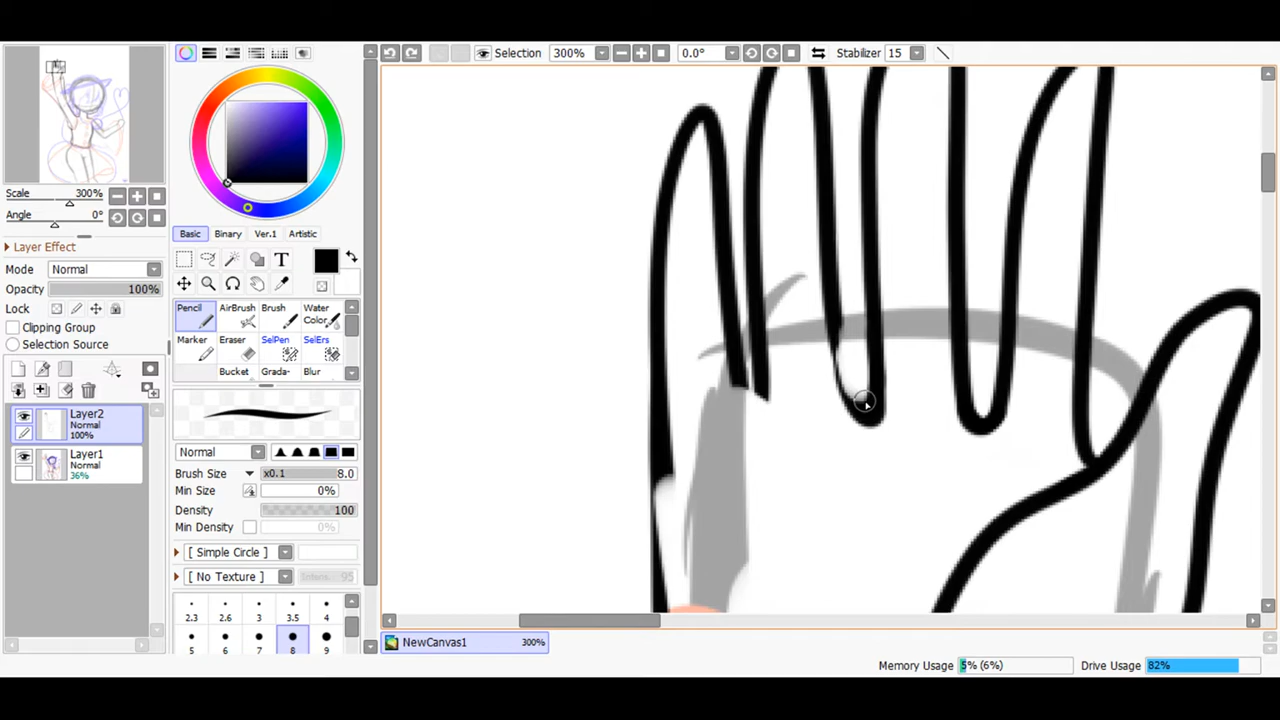 Selection 300% 0.0° Stabilizer 15
Scale 300%
Angle 0°
Layer Effect
Mode Normal
Opacity 100%
Lock
Clipping Group
Selection Source
Layer2
Normal
100%
Layer1
Normal
36%
Basic Binary Ver.1 Artistic
T
Pencil AirBrush Brush Water Color
Marker Eraser SelPen SelErs
Bucket Grada- Blur
Normal
Brush Size x0.1 8.0
Min Size 0%
Density 100
Min Density 0%
[ Simple Circle ]
[ No Texture ] Intens. 95
2.3 2.6 3 3.5 4
5 6 7 8 9
NewCanvas1 300%
Memory Usage 5% (6%) Drive Usage 82%